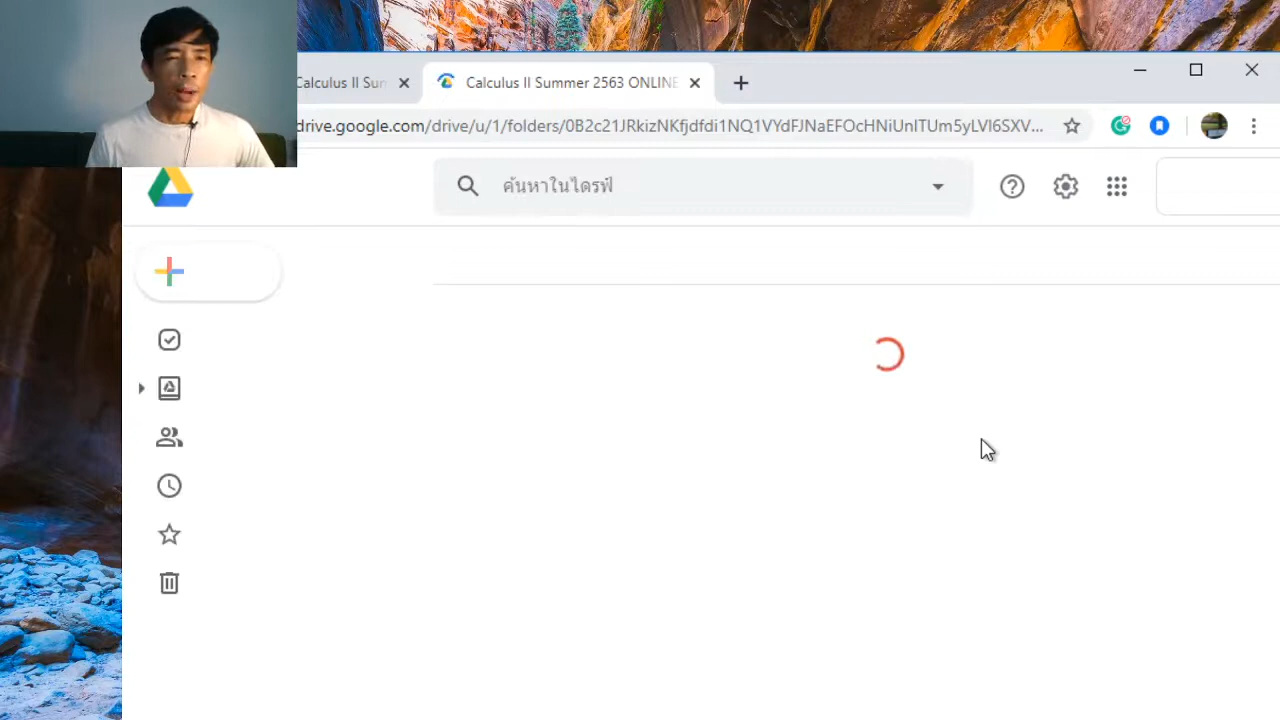 Calculus II Sum
Calculus II Summer 2563 ONLINE
drive.google.com/drive/u/1/folders/0B2c21JRkizNKfjdfdi1NQ1VYdFJNaEFOcHNiUnlTUm5yLVI6SXV...
ค้นหาในไดรฟ์